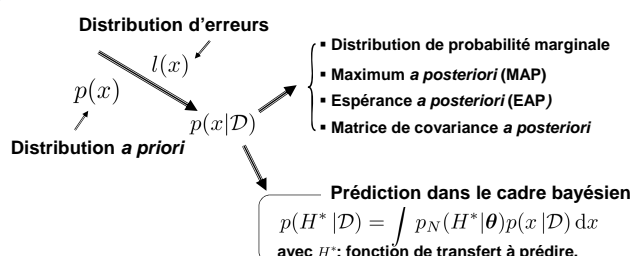 Distribution d'erreurs
l(x)
p(x)
p(x|D)
Distribution a priori
▪ Distribution de probabilité marginale
▪ Maximum a posteriori (MAP)
▪ Espérance a posteriori (EAP)
▪ Matrice de covariance a posteriori
Prédiction dans le cadre bayésien
p(H* |D) = ∫ p_N(H*|θ)p(x |D) dx
avec H*: fonction de transfert à prédire.